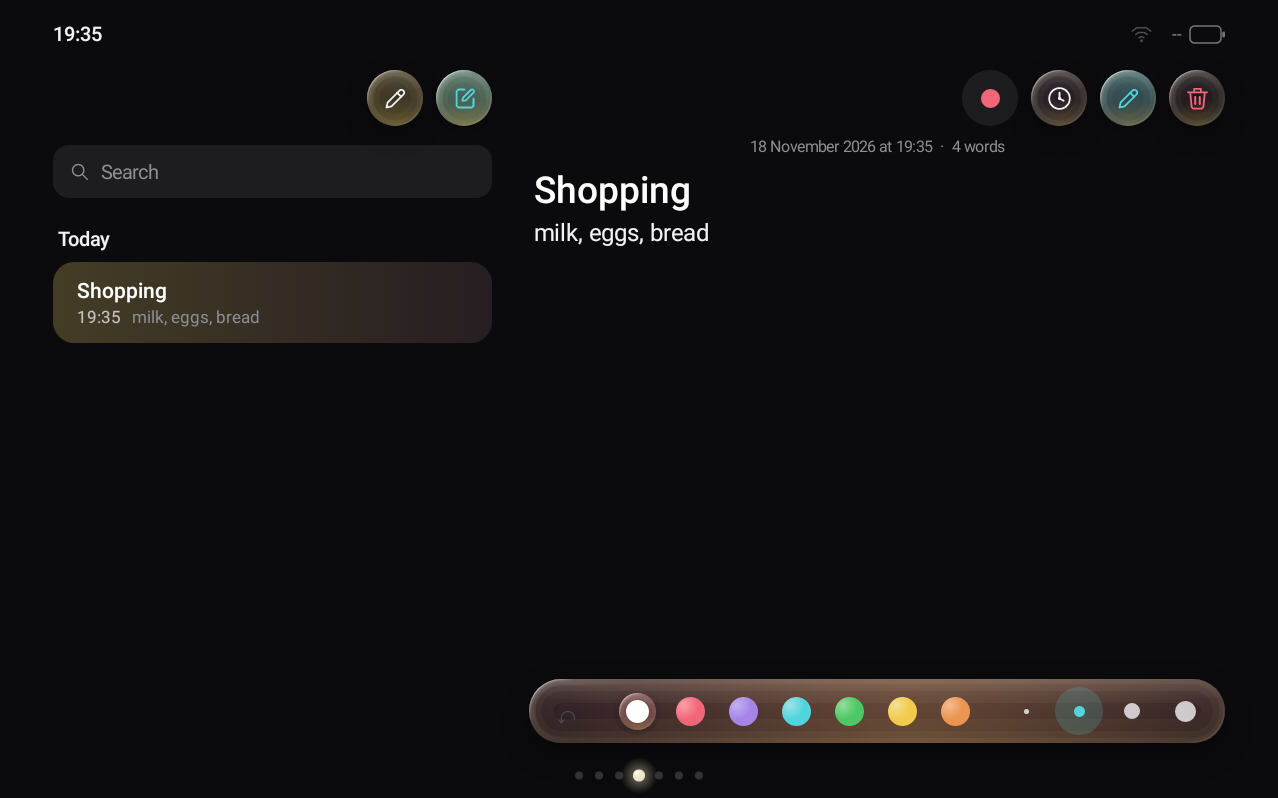 19:35
--
Search
18 November 2026 at 19:35 · 4 words
Shopping
milk, eggs, bread
Today
Shopping
19:35 milk, eggs, bread